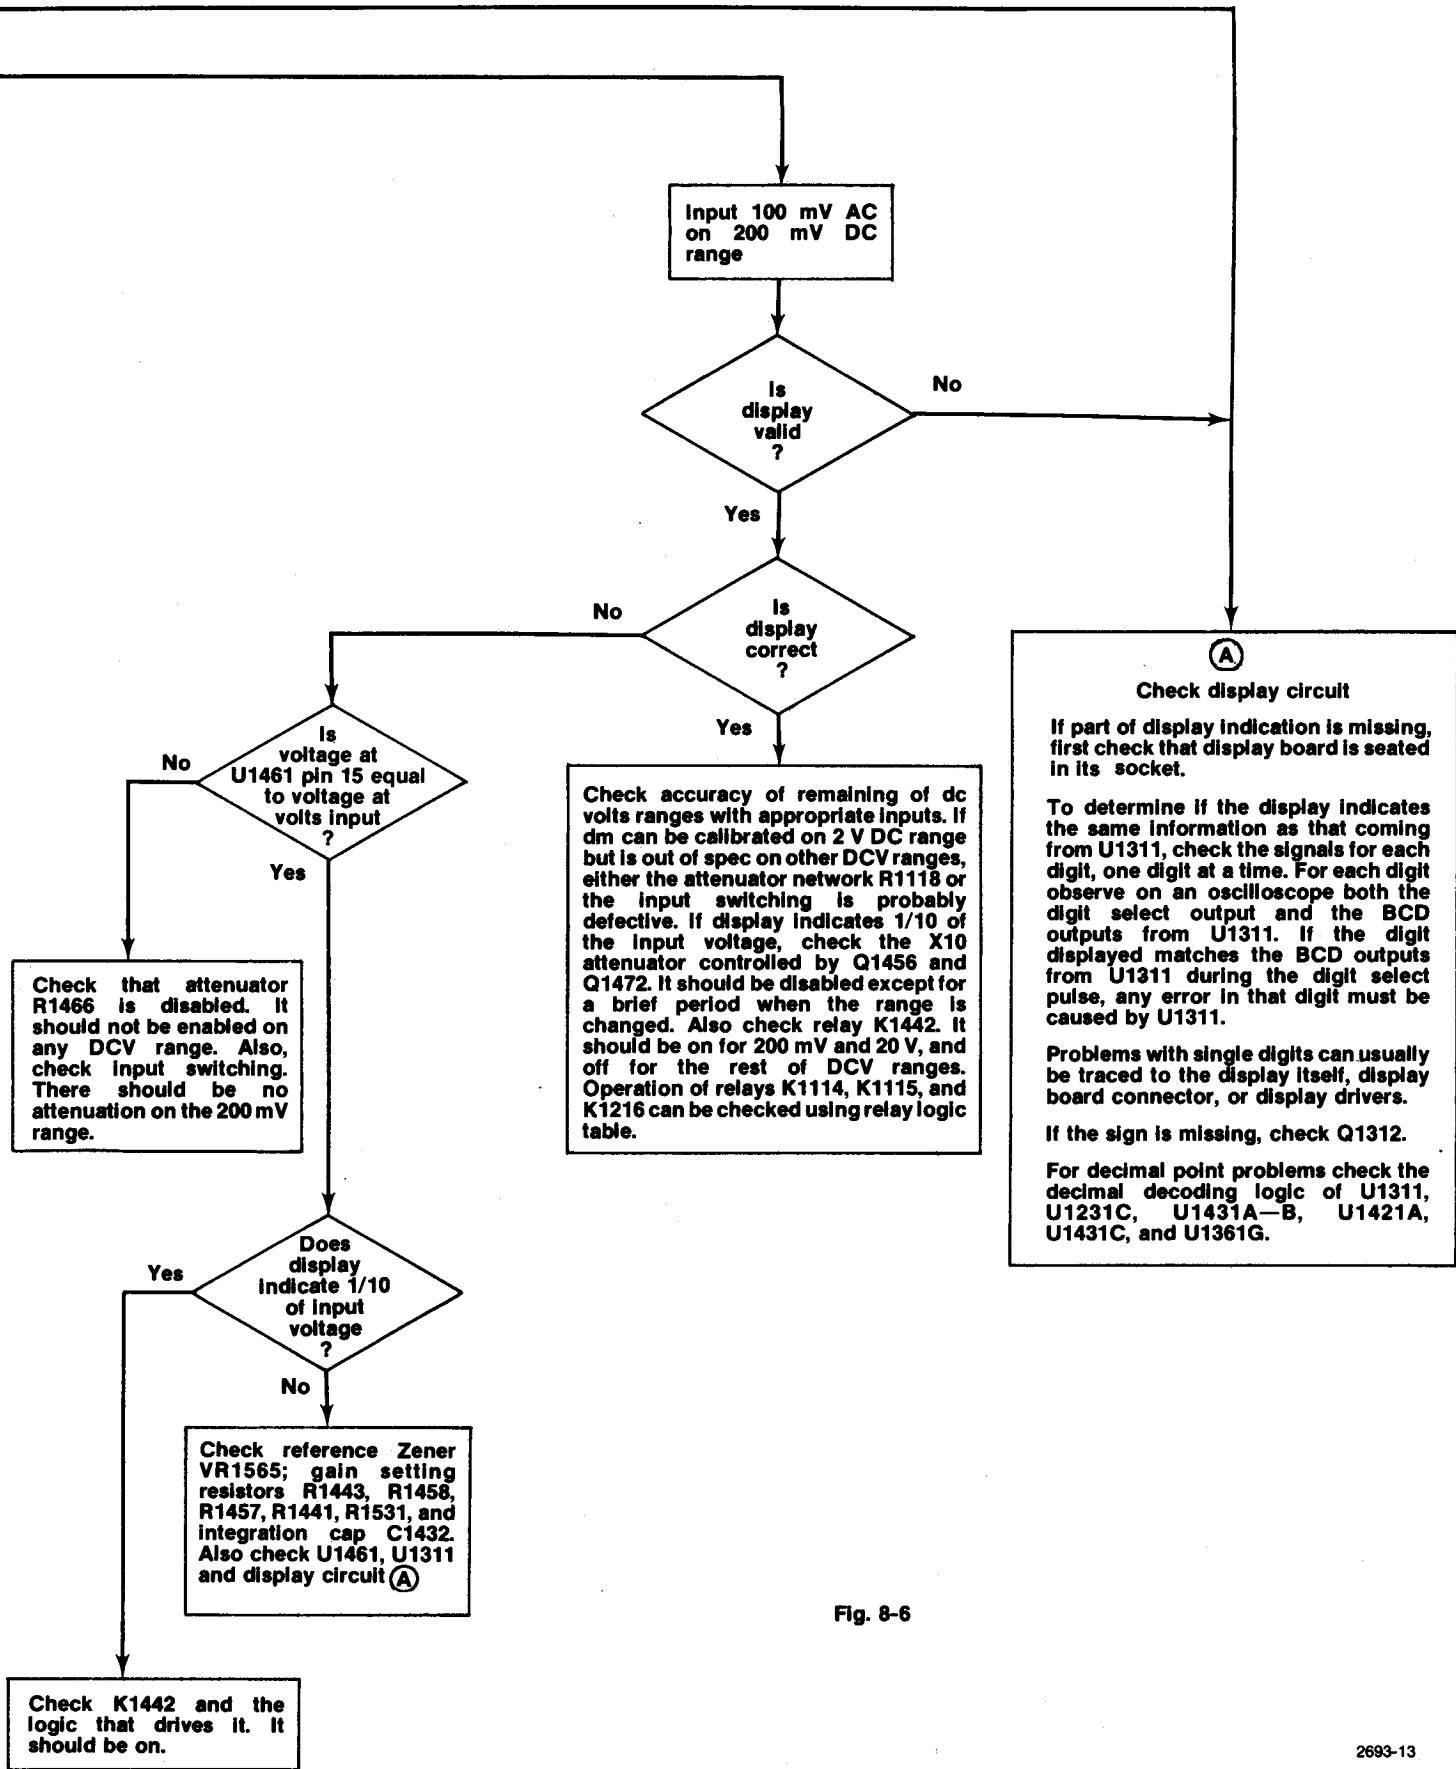 Input 100 mV AC
on 200 mV DC
range
Is
display
valid
?
No
Yes
Is
display
correct
?
No
Yes
Is
voltage at
U1461 pin 15 equal
to voltage at
volts input
?
No
Yes
Check that attenuator
R1466 is disabled. It
should not be enabled on
any DCV range. Also,
check input switching.
There should be no
attenuation on the 200 mV
range.
Check accuracy of remaining of dc
volts ranges with appropriate inputs. If
dm can be calibrated on 2 V DC range
but is out of spec on other DCV ranges,
either the attenuator network R1118 or
the input switching is probably
defective. If display indicates 1/10 of
the input voltage, check the X10
attenuator controlled by Q1456 and
Q1472. It should be disabled except for
a brief period when the range is
changed. Also check relay K1442. It
should be on for 200 mV and 20 V, and
off for the rest of DCV ranges.
Operation of relays K1114, K1115, and
K1216 can be checked using relay logic
table.
A
Check display circuit
If part of display indication is missing,
first check that display board is seated
in its socket.
To determine if the display indicates
the same information as that coming
from U1311, check the signals for each
digit, one digit at a time. For each digit
observe on an oscilloscope both the
digit select output and the BCD
outputs from U1311. If the digit
displayed matches the BCD outputs
from U1311 during the digit select
pulse, any error in that digit must be
caused by U1311.
Problems with single digits can usually
be traced to the display itself, display
board connector, or display drivers.
If the sign is missing, check Q1312.
For decimal point problems check the
decimal decoding logic of U1311,
U1231C, U1431A—B, U1421A,
U1431C, and U1361G.
Does
display
indicate 1/10
of input
voltage
?
Yes
No
Check reference Zener
VR1565; gain setting
resistors R1443, R1458,
R1457, R1441, R1531, and
integration cap C1432.
Also check U1461, U1311
and display circuit A
Check K1442 and the
logic that drives it. It
should be on.
Fig. 8-6
2693-13